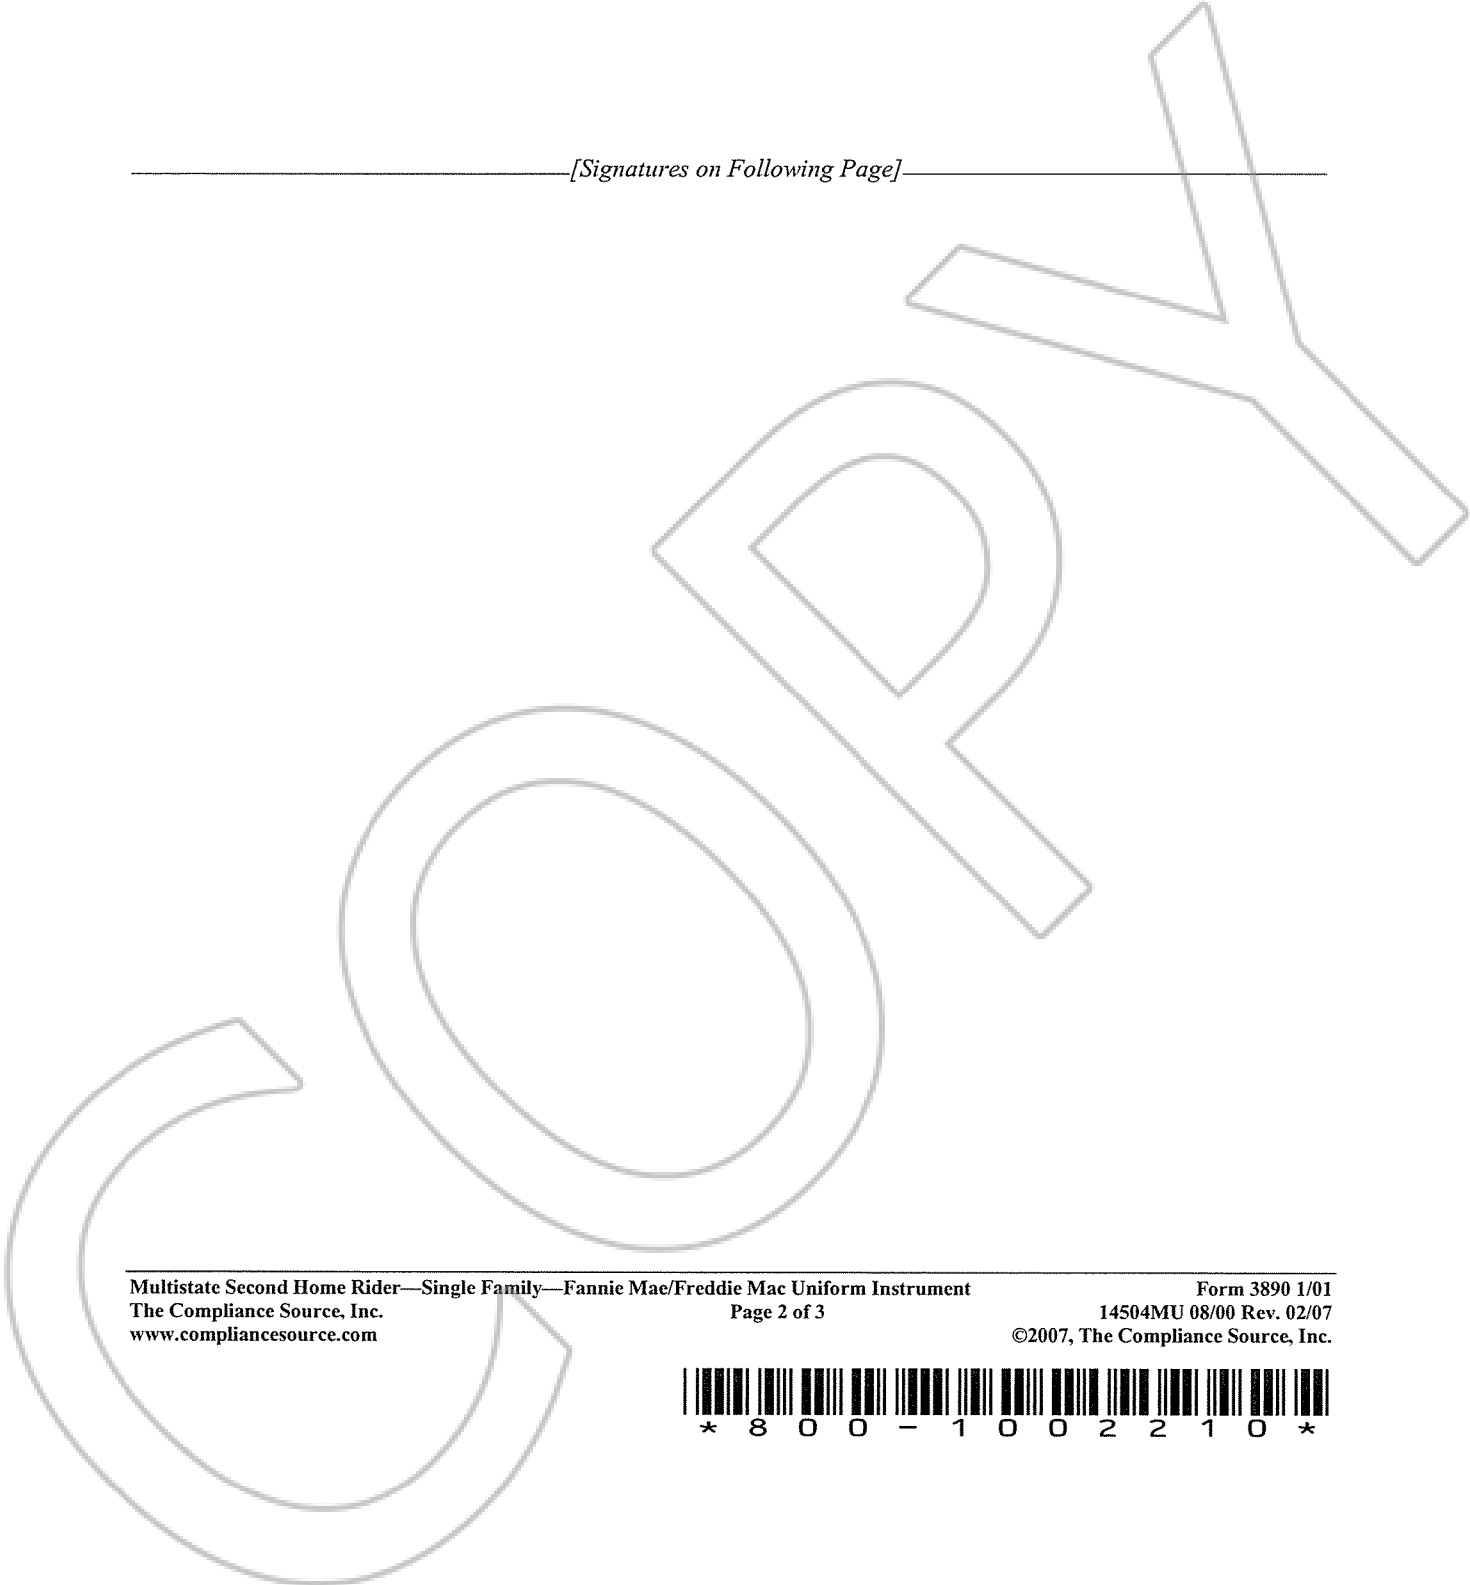 [Signatures on Following Page]
COPY
Multistate Second Home Rider—Single Family—Fannie Mae/Freddie Mac Uniform Instrument Form 3890 1/01
The Compliance Source, Inc. Page 2 of 3 14504MU 08/00 Rev. 02/07
www.compliancesource.com ©2007, The Compliance Source, Inc.
*800-1002210*